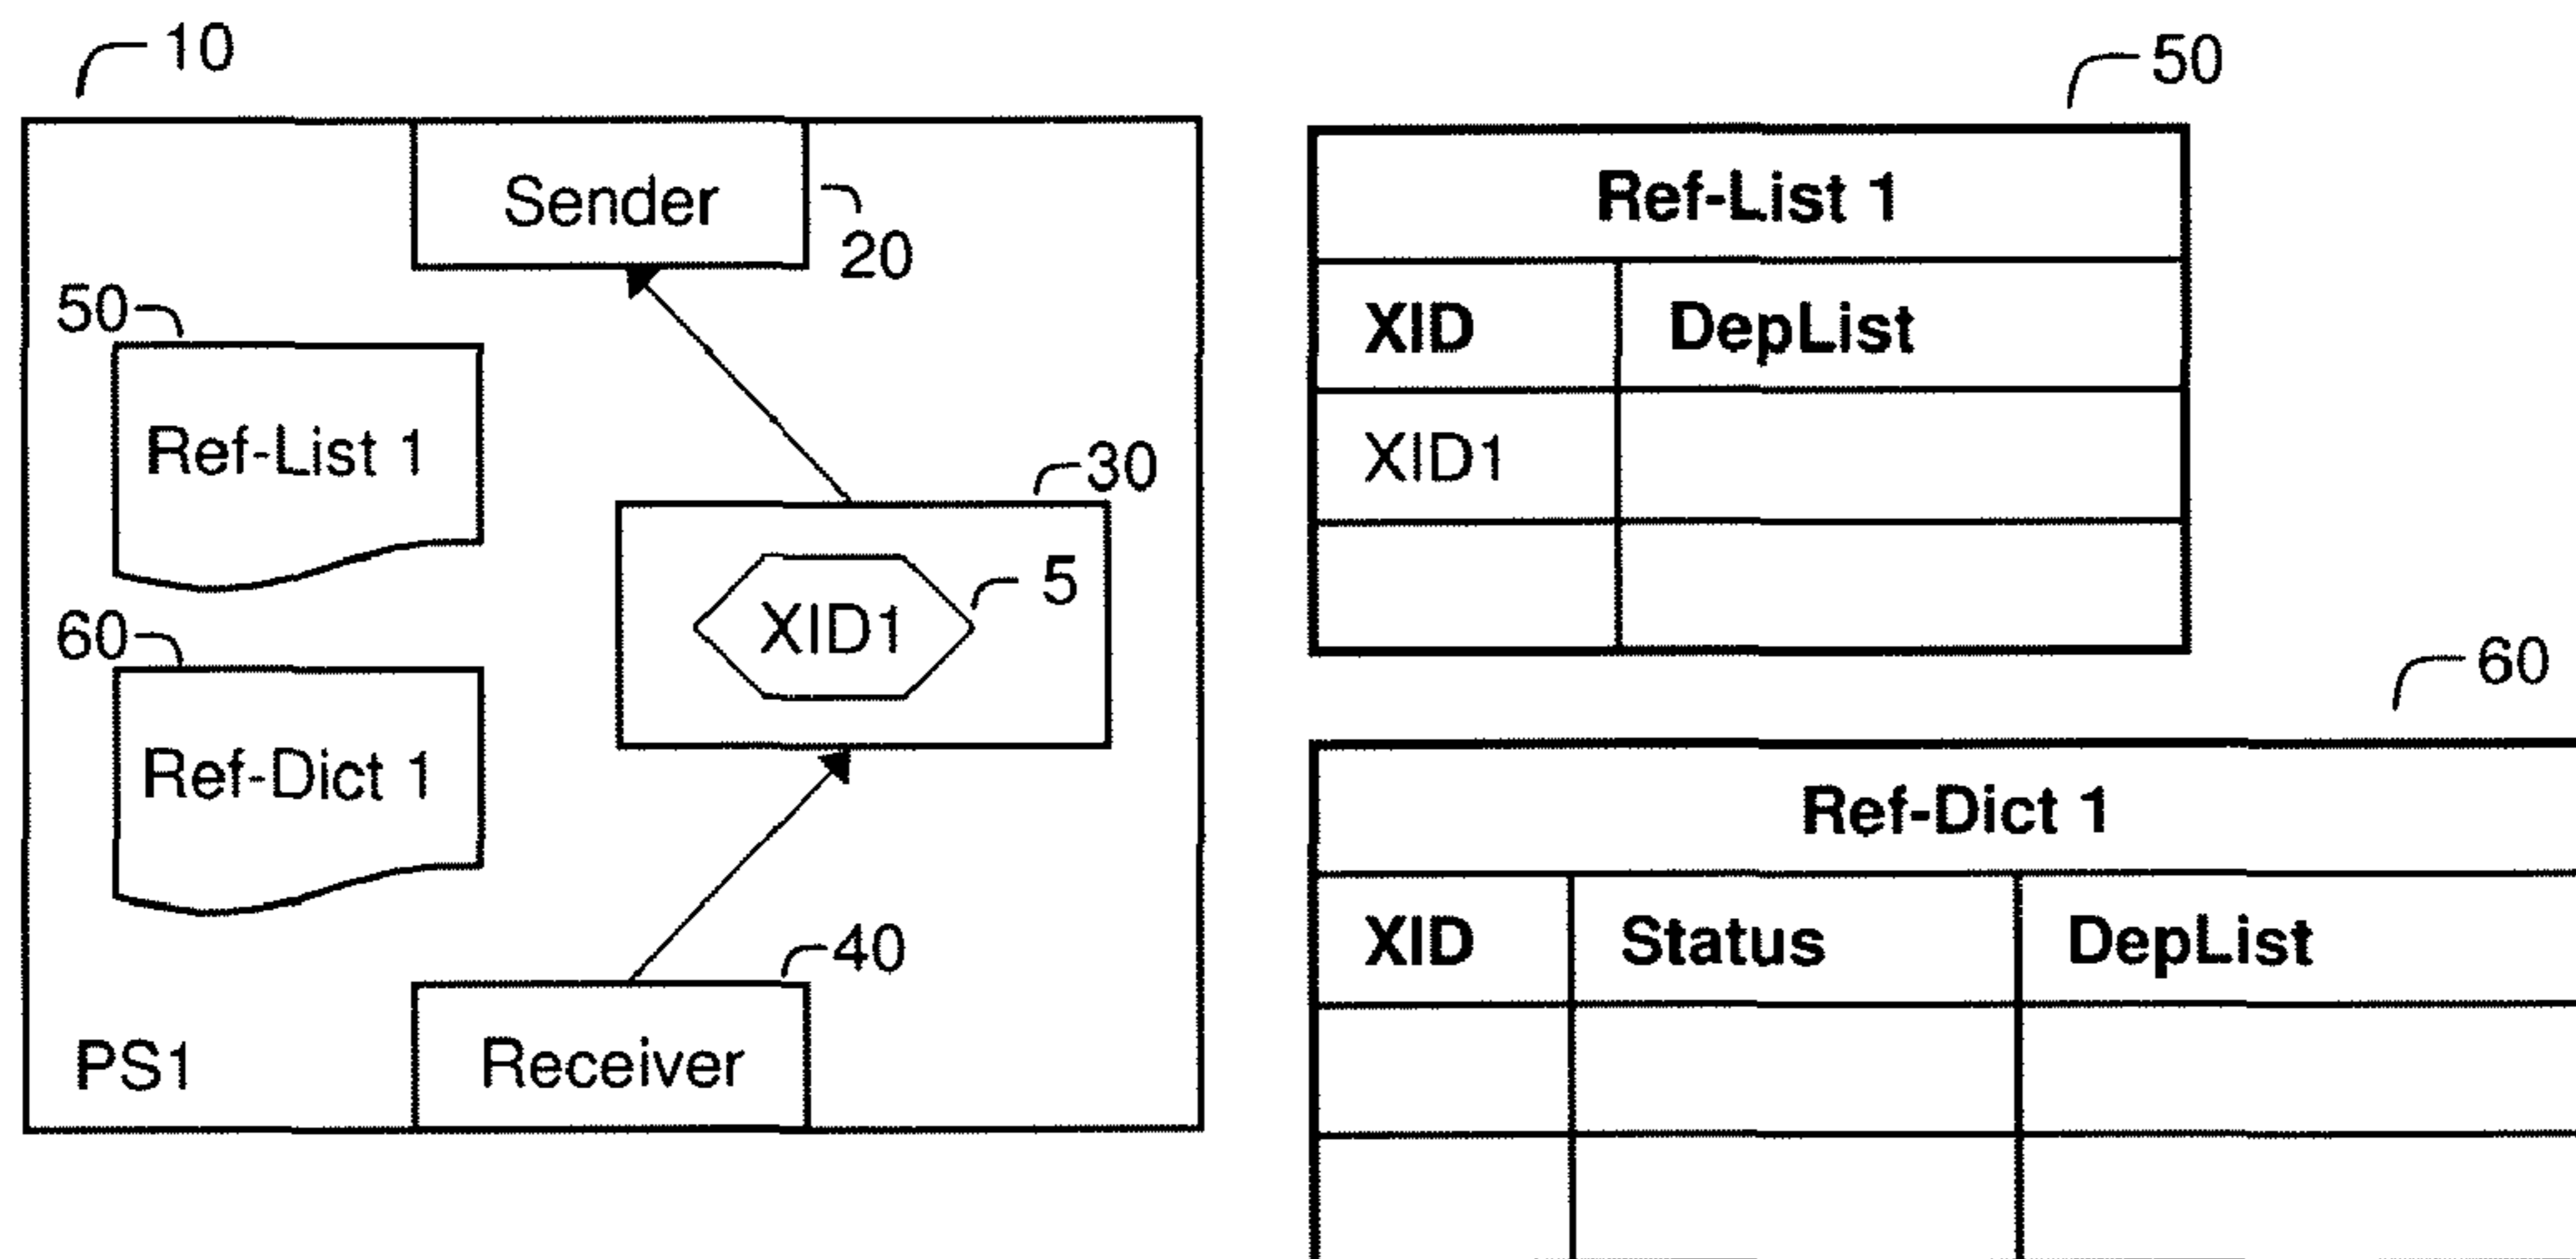 10
Sender
20
50
Ref-List 1
30
XID1
5
60
Ref-Dict 1
40
PS1
Receiver
50
Ref-List 1
XID DepList
XID1
60
Ref-Dict 1
XID Status DepList